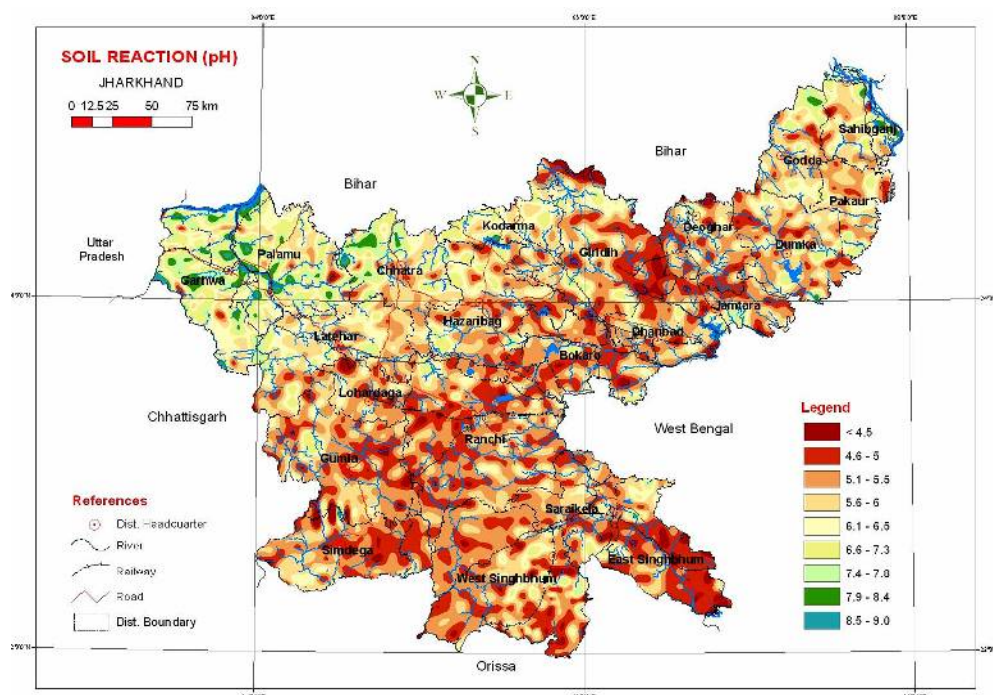 SOIL REACTION (pH)
JHARKHAND
0 12.5 25 50 75 km
N
W E
S
Bihar
Bihar
Uttar
Pradesh
Sahibganj
Godda
Pakaur
Kodarma
Deoghar
Palamu
Giridih
Dumka
Chhatra
Garhwa
Jamtara
Hazaribag
Dhanbad
Latehar
Bokaro
Lohardaga
Chhattisgarh
West Bengal
Ranchi
Gumla
Saraikela
Simdega
East Singhbhum
West Singhbhum
Orissa
References
Dist. Headquarter
River
Railway
Road
Dist. Boundary
Legend
< 4.5
4.6 - 5
5.1 - 5.5
5.6 - 6
6.1 - 6.5
6.6 - 7.3
7.4 - 7.8
7.9 - 8.4
8.5 - 9.0